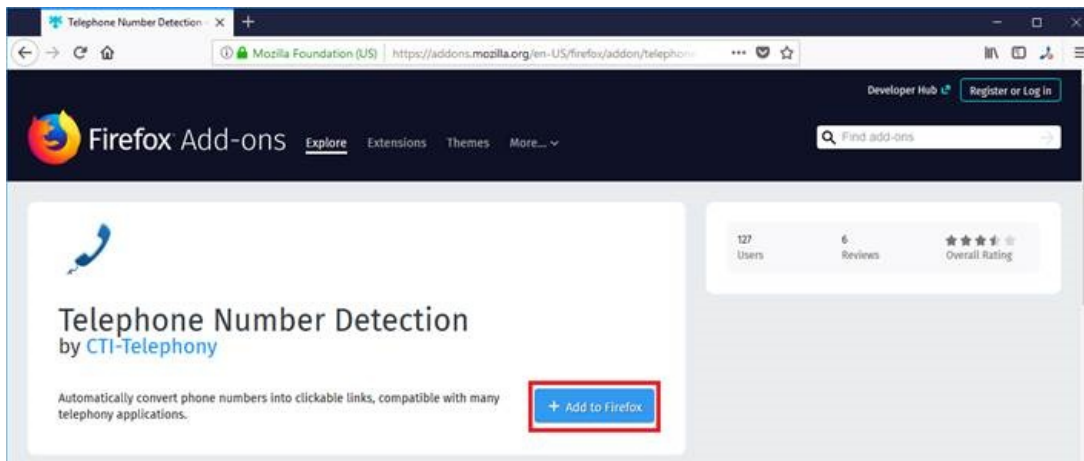 Telephone Number Detection
Mozilla Foundation (US) https://addons.mozilla.org/en-US/firefox/addon/telephon
Developer Hub Register or Log in
Firefox Add-ons Explore Extensions Themes More... Find add-ons
127 6
Users Reviews Overall Rating
Telephone Number Detection
by CTI-Telephony
Automatically convert phone numbers into clickable links, compatible with many
telephony applications.
+ Add to Firefox